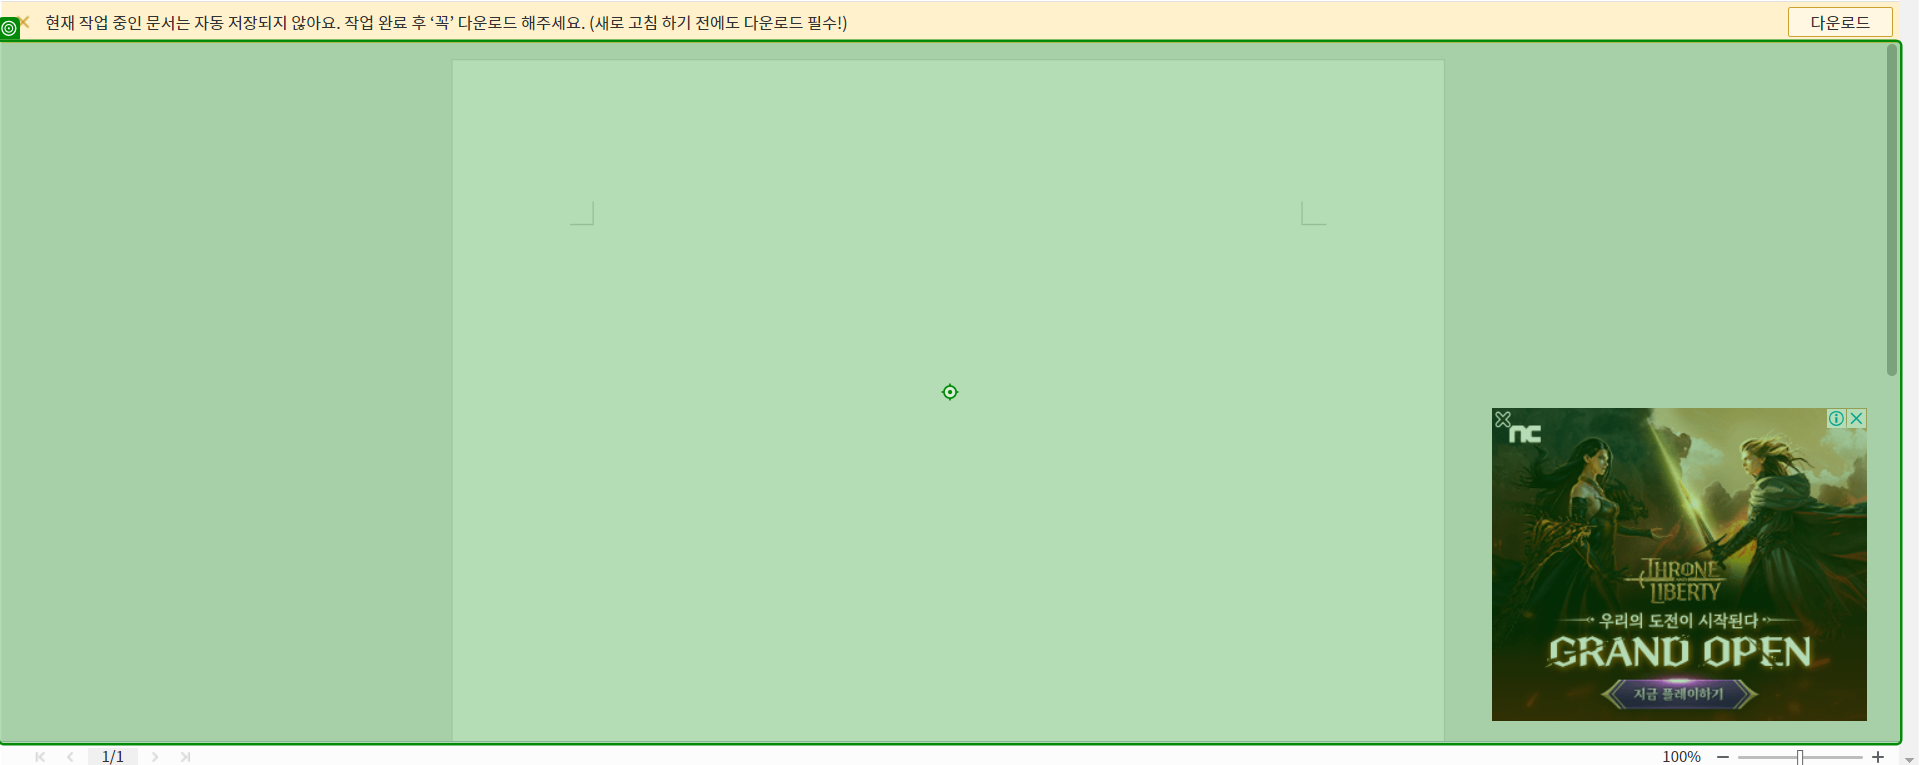 현재 작업 중인 문서는 자동 저장되지 않아요. 작업 완료 후 ‘꼭’ 다운로드 해주세요. (새로 고침 하기 전에도 다운로드 필수!)
다운로드
nc
THRONE
AND
LIBERTY
우리의 도전이 시작된다
GRAND OPEN
지금 플레이하기
1/1
100%